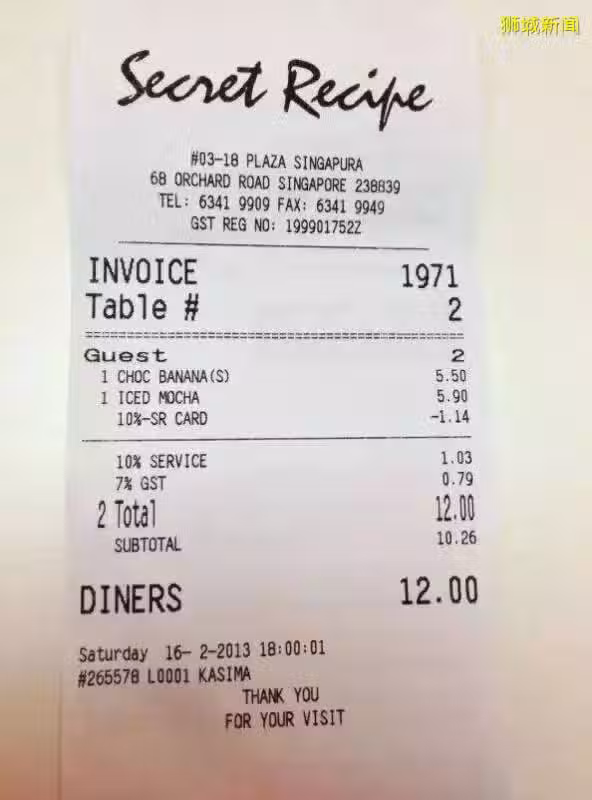 狮城新闻
Secret Recipe
#03-18 PLAZA SINGAPURA
68 ORCHARD ROAD SINGAPORE 238839
TEL: 6341 9909 FAX: 6341 9949
GST REG NO: 199901752Z
INVOICE 1971
Table # 2
Guest 2
1 CHOC BANANA(S) 5.50
1 ICED MOCHA 5.90
10%-SR CARD -1.14
10% SERVICE 1.03
7% GST 0.79
2 Total 12.00
SUBTOTAL 10.26
DINERS 12.00
Saturday 16- 2-2013 18:00:01
#265578 L0001 KASIMA
THANK YOU
FOR YOUR VISIT